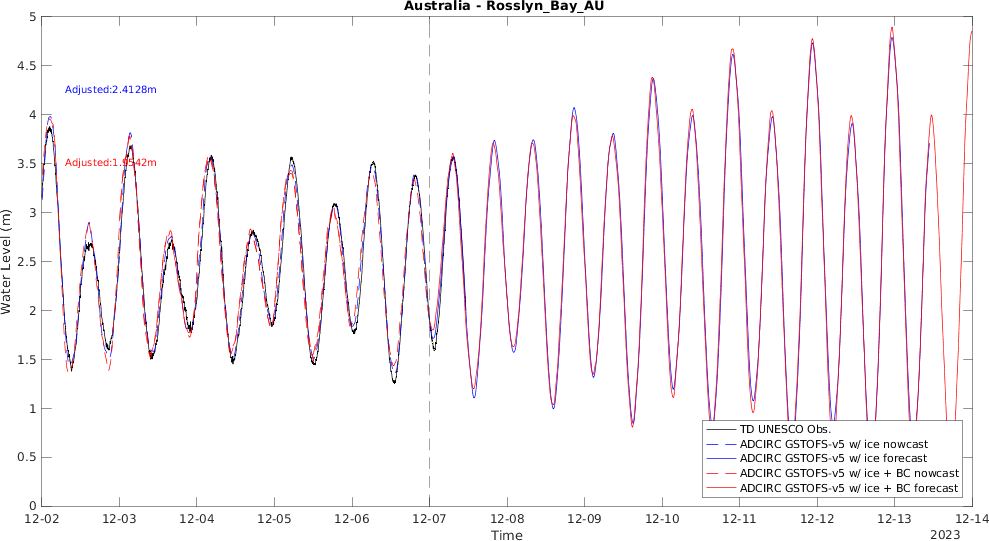 Australia - Rosslyn_Bay_AU
5
4.5
4
3.5
3
2.5
2
1.5
1
0.5
0
Water Level (m)
Adjusted:2.4128m
Adjusted:1.9542m
TD UNESCO Obs.
ADCIRC GSTOFS-v5 w/ ice nowcast
ADCIRC GSTOFS-v5 w/ ice forecast
ADCIRC GSTOFS-v5 w/ ice + BC nowcast
ADCIRC GSTOFS-v5 w/ ice + BC forecast
12-02 12-03 12-04 12-05 12-06 12-07 12-08 12-09 12-10 12-11 12-12 12-13 12-14
Time
2023